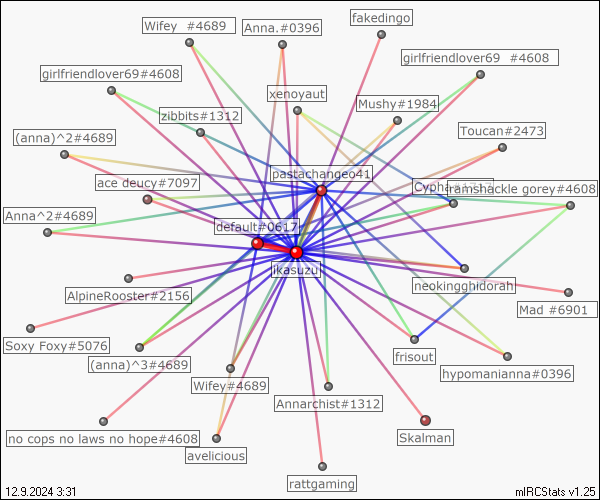 Wifey #4689
Anna.#0396
fakedingo
girlfriendlover69#4608
girlfriendlover69 #4608
xenoyaut
zibbits#1312
Mushy#1984
(anna)^2#4689
Toucan#2473
pastachangeo41
ace deucy#7097
shackle gorey#4608
Anna^2#4689
default#0617
ikasuzu
neokingghidorah
AlpineRooster#2156
Mad #6901
Soxy Foxy#5076
(anna)^3#4689
frisout
hypomanianna#0396
Wifey#4689
Annarchist#1312
no cops no laws no hope#4608
Skalman
avelicious
rattgaming
12.9.2024 3:31
mIRCStats v1.25